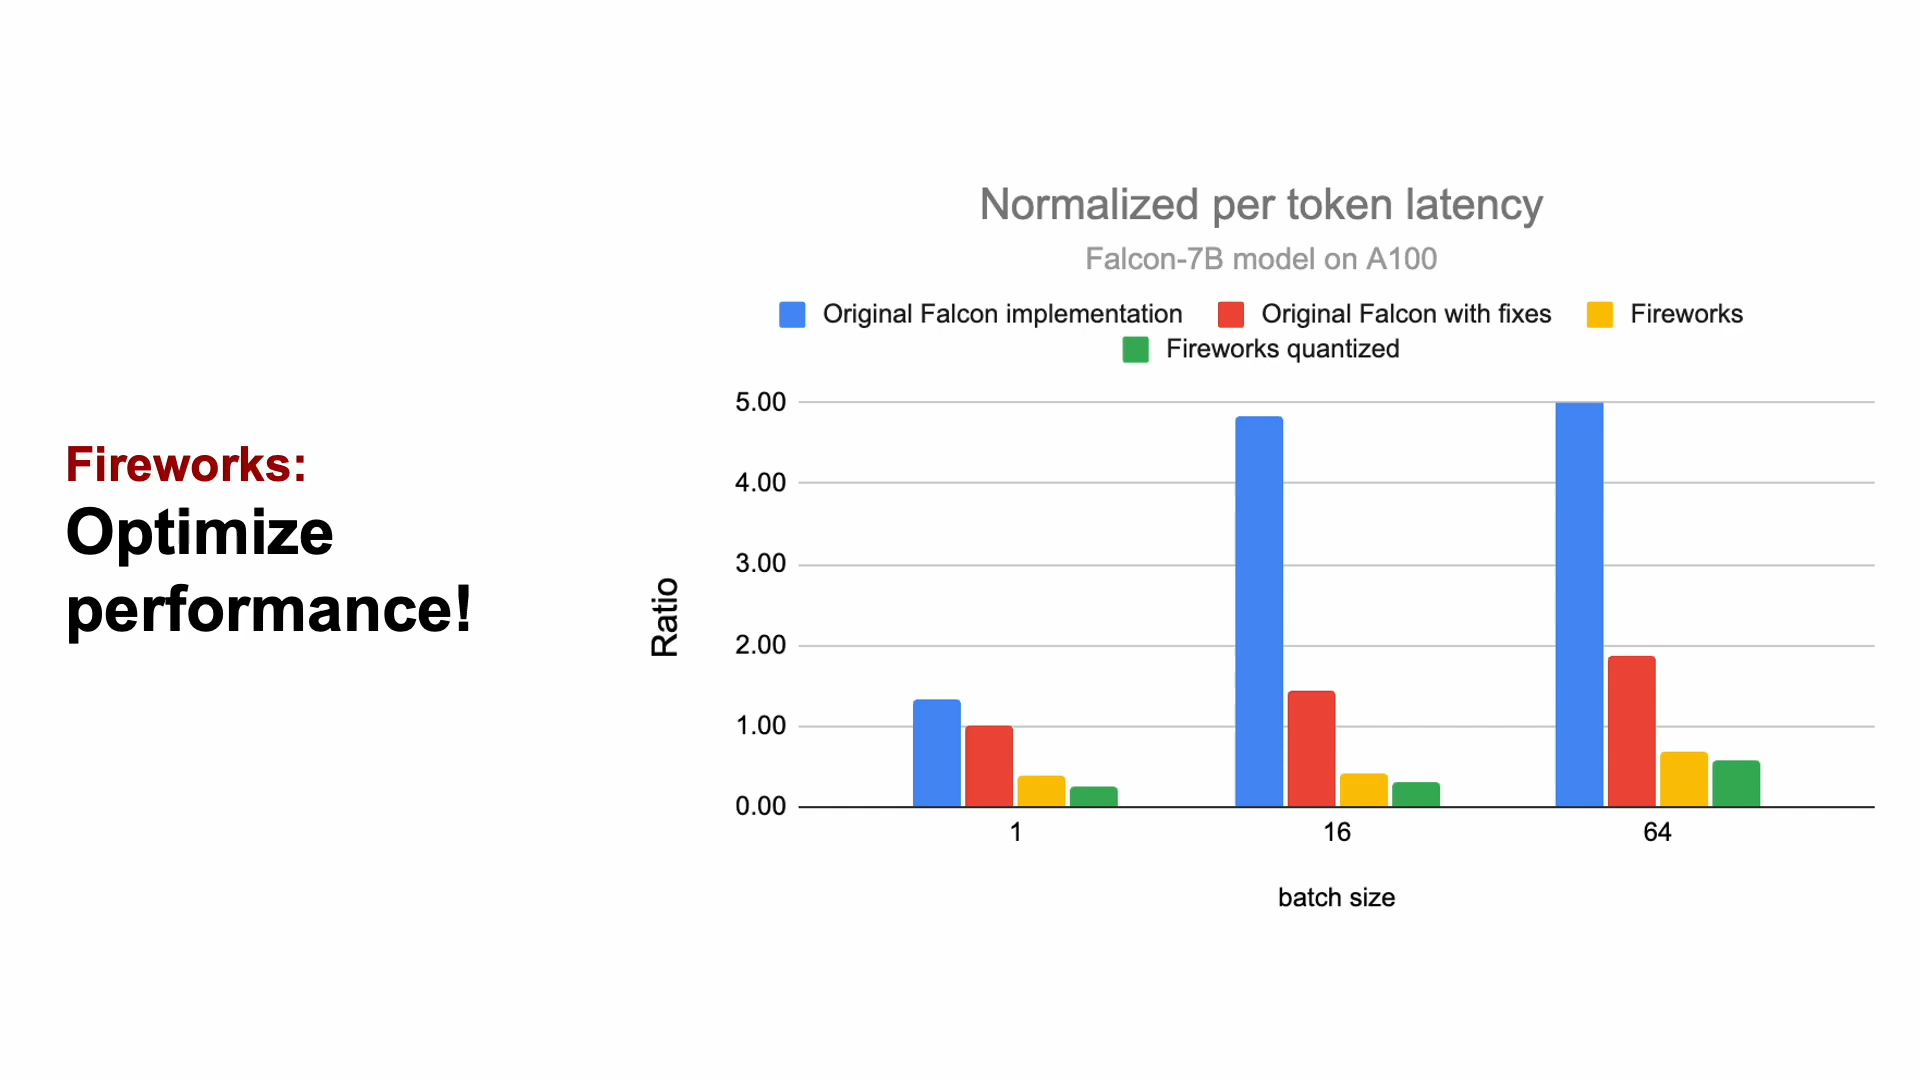 Fireworks:
Optimize
performance!
Normalized per token latency
Falcon-7B model on A100
Original Falcon implementation
Original Falcon with fixes
Fireworks
Fireworks quantized
Ratio
5.00
4.00
3.00
2.00
1.00
0.00
1
16
64
batch size